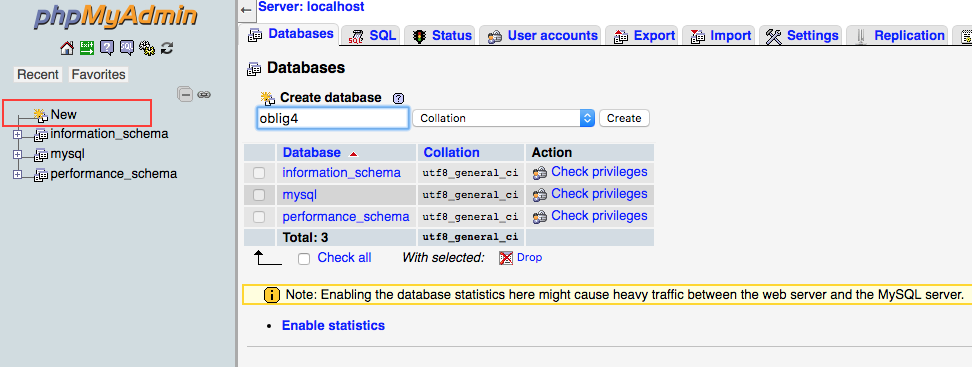 phpMyAdmin
Recent Favorites
New
information_schema
mysql
performance_schema
Server: localhost
Databases SQL Status User accounts Export Import Settings Replication
Databases
Create database
oblig4 Collation Create
Database Collation Action
information_schema utf8_general_ci Check privileges
mysql utf8_general_ci Check privileges
performance_schema utf8_general_ci Check privileges
Total: 3 utf8_general_ci
Check all With selected: Drop
Note: Enabling the database statistics here might cause heavy traffic between the web server and the MySQL server.
Enable statistics